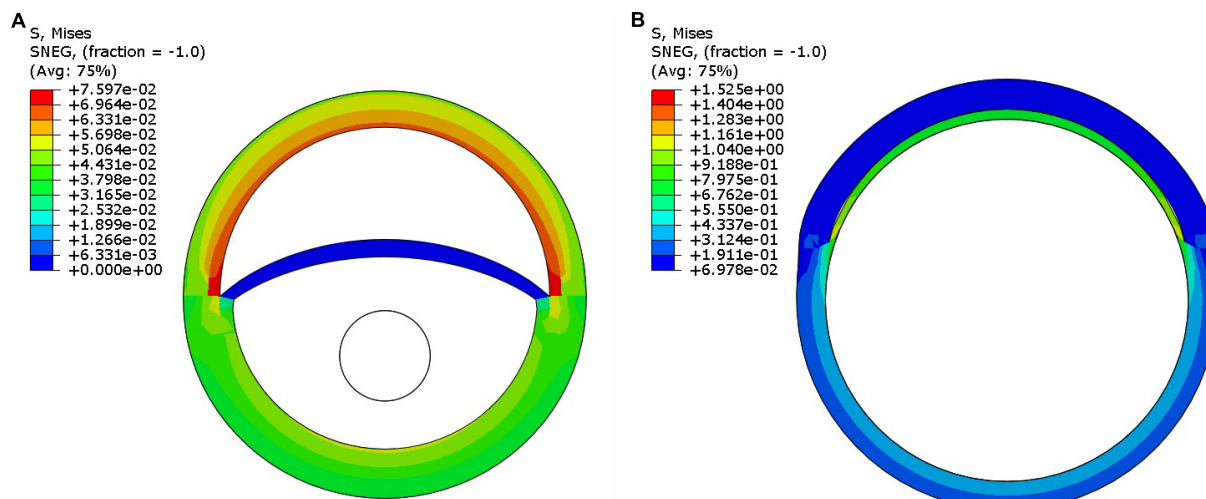 A
S, Mises
SNEG, (fraction = -1.0)
(Avg: 75%)
+7.597e-02
+6.964e-02
+6.331e-02
+5.698e-02
+5.064e-02
+4.431e-02
+3.798e-02
+3.165e-02
+2.532e-02
+1.899e-02
+1.266e-02
+6.331e-03
+0.000e+00
B
S, Mises
SNEG, (fraction = -1.0)
(Avg: 75%)
+1.525e+00
+1.404e+00
+1.283e+00
+1.161e+00
+1.040e+00
+9.188e-01
+7.975e-01
+6.762e-01
+5.550e-01
+4.337e-01
+3.124e-01
+1.911e-01
+6.978e-02